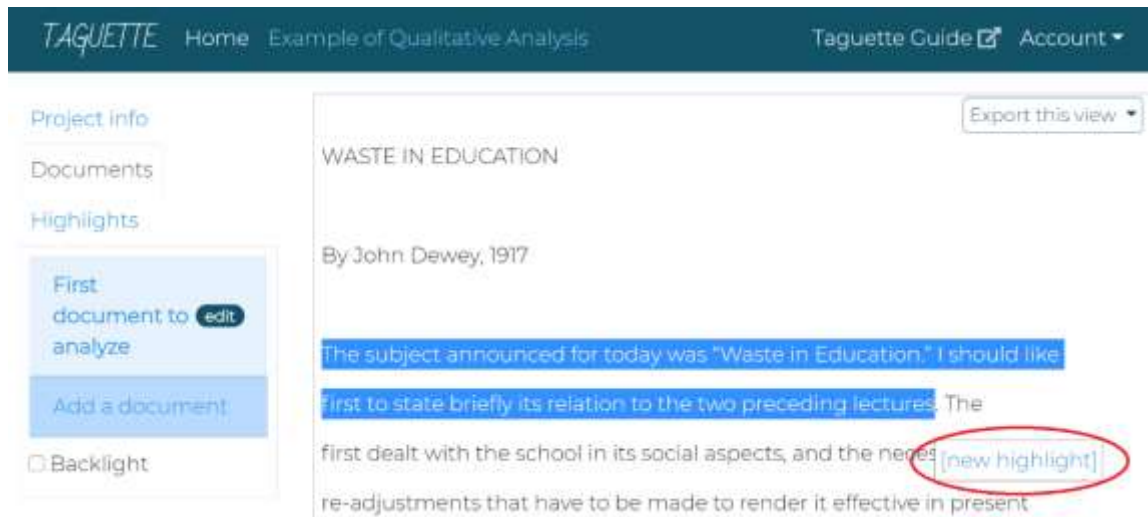 TAGUETTE Home Example of Qualitative Analysis Taguette Guide Account
Project info
Documents
Highlights
First
document to edit
analyze
Add a document
Backlight
Export this view
WASTE IN EDUCATION
By John Dewey, 1917
The subject announced for today was "Waste in Education." I should like
first to state briefly its relation to the two preceding lectures. The
first dealt with the school in its social aspects, and the neces
[new highlight]
re-adjustments that have to be made to render it effective in present